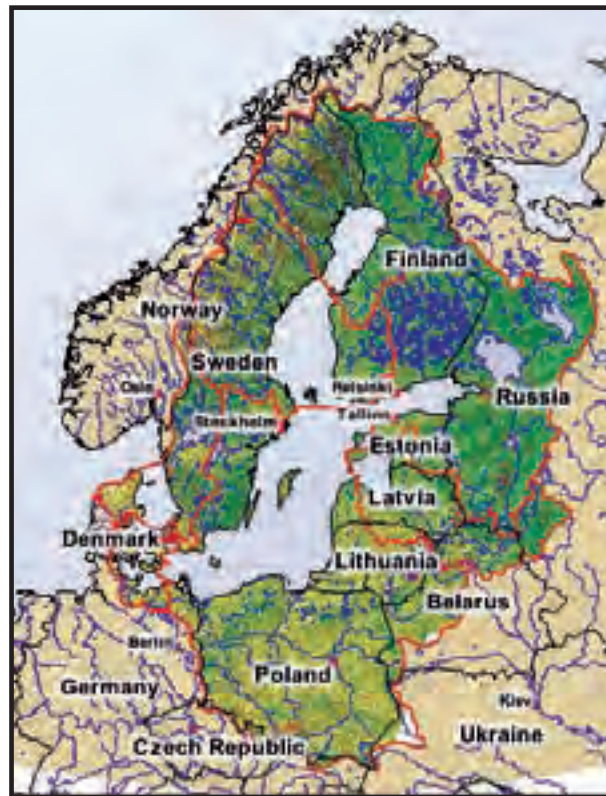 Finland
Norway
Sweden
Oslo
Helsinki
Russia
Tallinn
Stockholm
Estonia
Latvia
Denmark
Lithuania
Belarus
Berlin
Poland
Germany
Kiev
Ukraine
Czech Republic